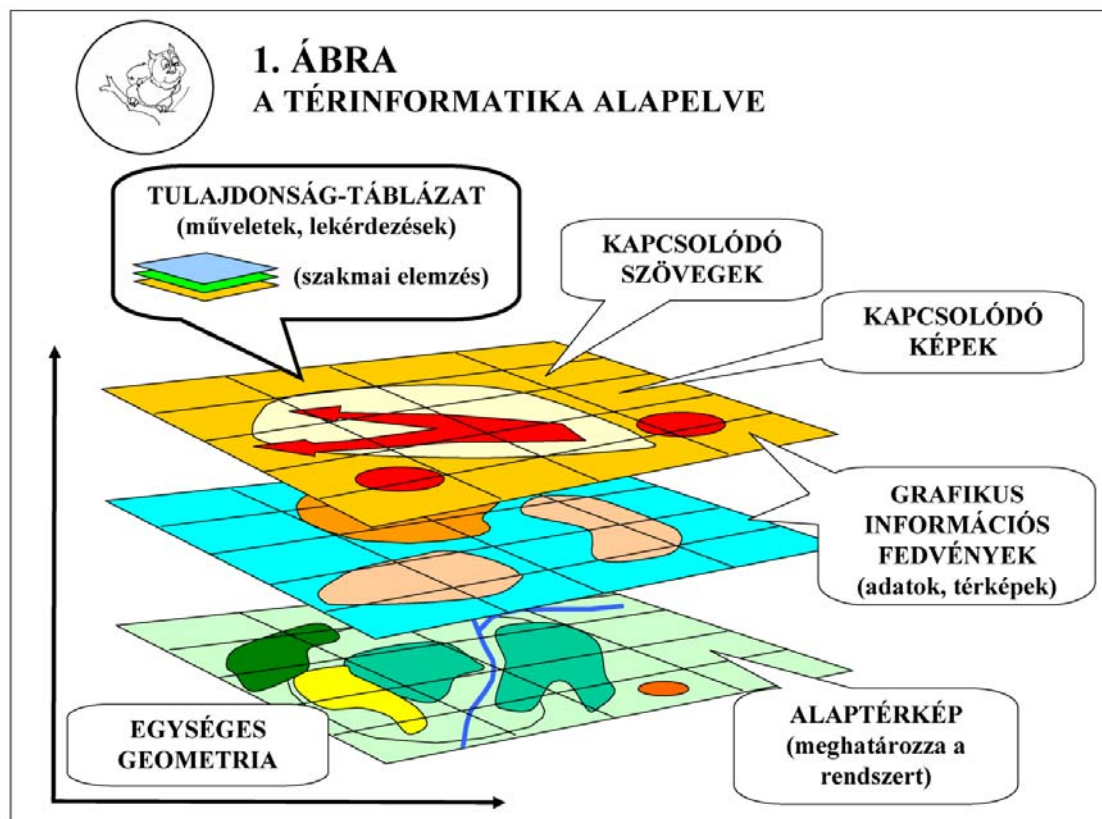 1. ÁBRA
A TÉRINFORMATIKA ALAPELVE
TULAJDONSÁG-TÁBLÁZAT
(műveletek, lekérdezések)
(szakmai elemzés)
KAPCSOLÓDÓ
SZÖVEGEK
KAPCSOLÓDÓ
KÉPEK
GRAFIKUS
INFORMÁCIÓS
FEDVÉNYEK
(adatok, térképek)
EGYSÉGES
GEOMETRIA
ALAPTÉRKÉP
(meghatározza a
rendszert)